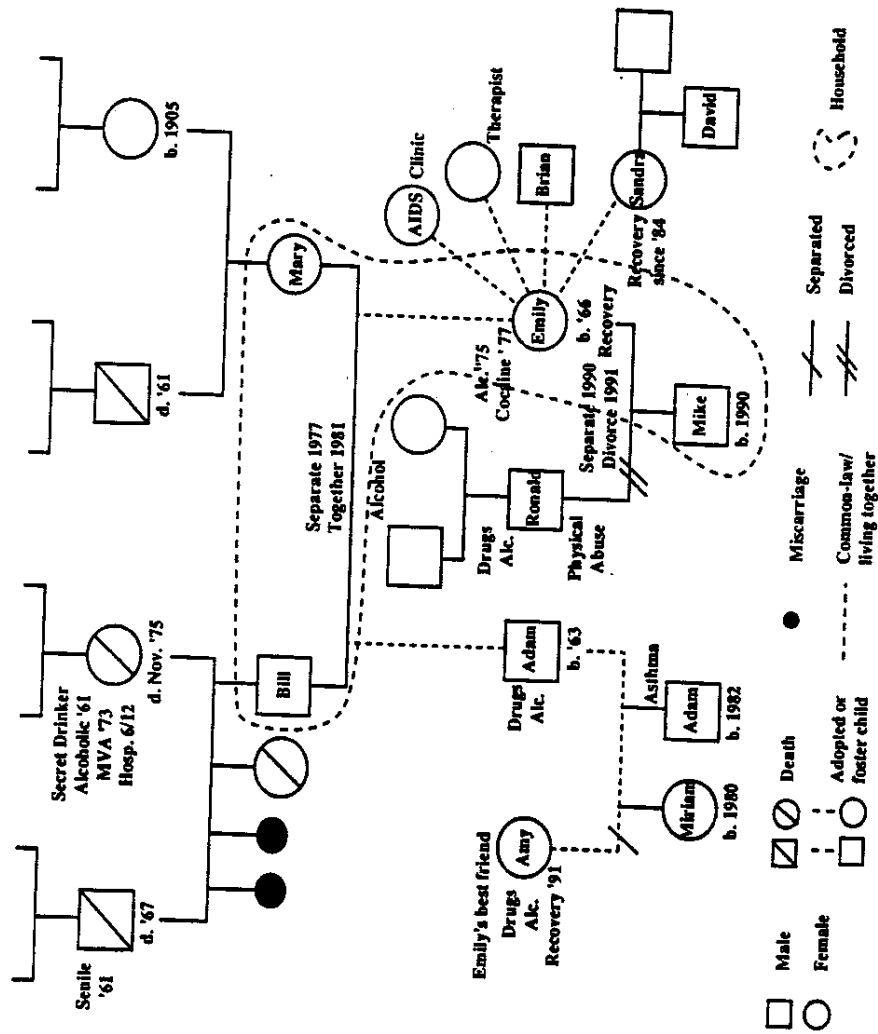 Senile
'61
d. '67
Secret Drinker
Alcoholic '61
MVA '73
Hosp. 6/12
d. Nov. '75
d. '61
b. 1905
Bill
Mary
Separate 1977
Together 1981
Alcohol
AIDS Clinic
Therapist
Brian
Emily's best friend
Drugs
Alc.
Recovery '91
Amy
Drugs
Alc.
Adam
b. '63
Drugs
Alc.
Ronald
Physical
Abuse
Alc.'75
Cocaine '77
Emily
b. '66
Recovery
Separate 1990
Divorce 1991
Recovery
since '84
Sandra
David
Miriam
b. 1980
Asthma
Adam
b. 1982
Mike
b. 1990
Male
Female
Death
Adopted or
foster child
Miscarriage
Common-law/
living together
Separated
Divorced
Household